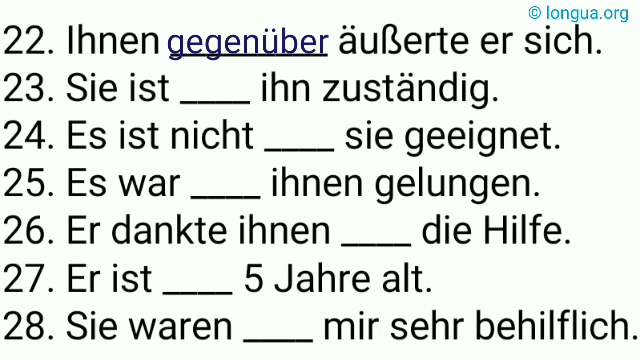 © longua.org
22. Ihnen gegenüber äußerte er sich.
23. Sie ist ____ ihn zuständig.
24. Es ist nicht ____ sie geeignet.
25. Es war ____ ihnen gelungen.
26. Er dankte ihnen ____ die Hilfe.
27. Er ist ____ 5 Jahre alt.
28. Sie waren ____ mir sehr behilflich.